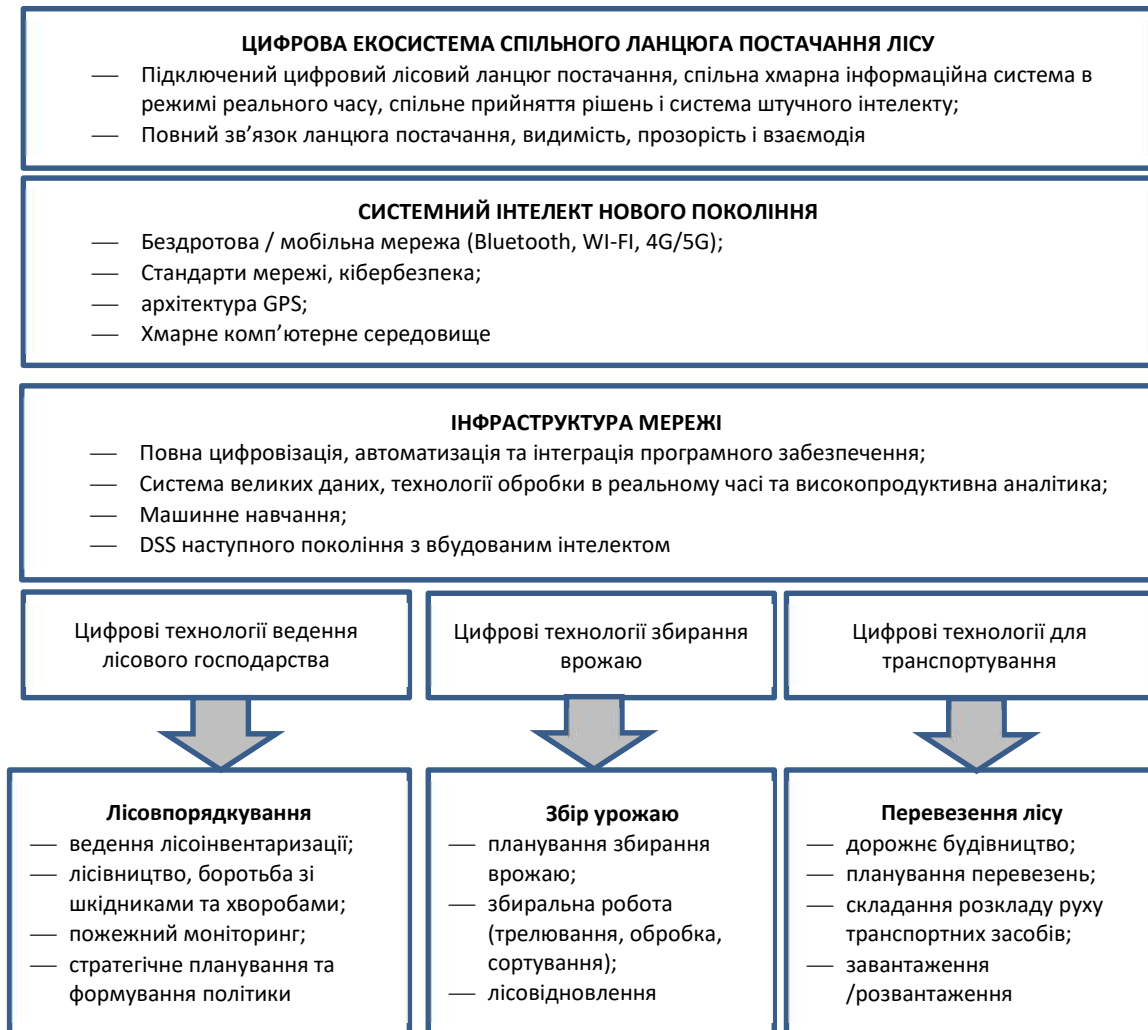 ЦИФРОВА ЕКОСИСТЕМА СПІЛЬНОГО ЛАНЦЮГА ПОСТАЧАННЯ ЛІСУ
— Підключений цифровий лісовий ланцюг постачання, спільна хмарна інформаційна система в
режимі реального часу, спільне прийняття рішень і система штучного інтелекту;
— Повний зв’язок ланцюга постачання, видимість, прозорість і взаємодія
СИСТЕМНИЙ ІНТЕЛЕКТ НОВОГО ПОКОЛІННЯ
— Бездротова / мобільна мережа (Bluetooth, WI-FI, 4G/5G);
— Стандарти мережі, кібербезпека;
— архітектура GPS;
— Хмарне комп’ютерне середовище
ІНФРАСТРУКТУРА МЕРЕЖІ
— Повна цифровізація, автоматизація та інтеграція програмного забезпечення;
— Система великих даних, технології обробки в реальному часі та високопродуктивна аналітика;
— Машинне навчання;
— DSS наступного покоління з вбудованим інтелектом
Цифрові технології ведення
лісового господарства
Цифрові технології збирання
врожаю
Цифрові технології для
транспортування
Лісовпорядкування
— ведення лісоінвентаризації;
— лісівництво, боротьба зі
шкідниками та хворобами;
— пожежний моніторинг;
— стратегічне планування та
формування політики
Збір урожаю
— планування збирання
врожаю;
— збиральна робота
(трелювання, обробка,
сортування);
— лісовідновлення
Перевезення лісу
— дорожнє будівництво;
— планування перевезень;
— складання розкладу руху
транспортних засобів;
— завантаження
/розвантаження